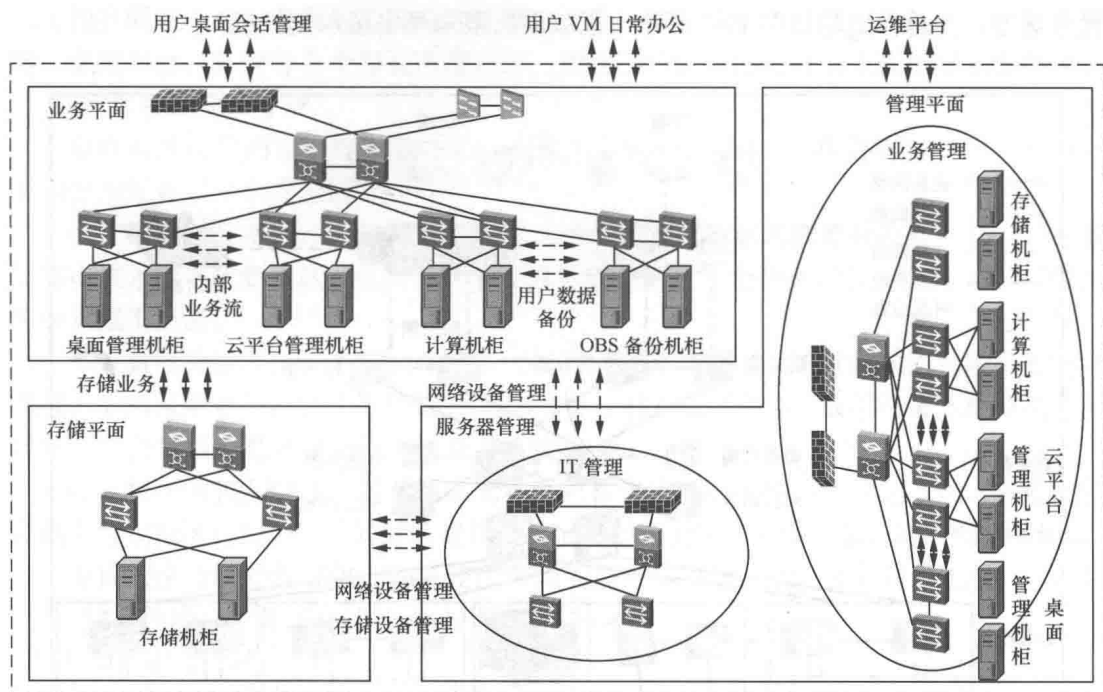 用户桌面会话管理
用户 VM 日常办公
运维平台
业务平面
内部
业务流
用户数据
备份
桌面管理机柜
云平台管理机柜
计算机柜
OBS 备份机柜
存储业务
存储平面
存储机柜
网络设备管理
服务器管理
IT 管理
网络设备管理
存储设备管理
管理平面
业务管理
存储机柜
计算机柜
云平台
管理机柜
桌面
管理机柜